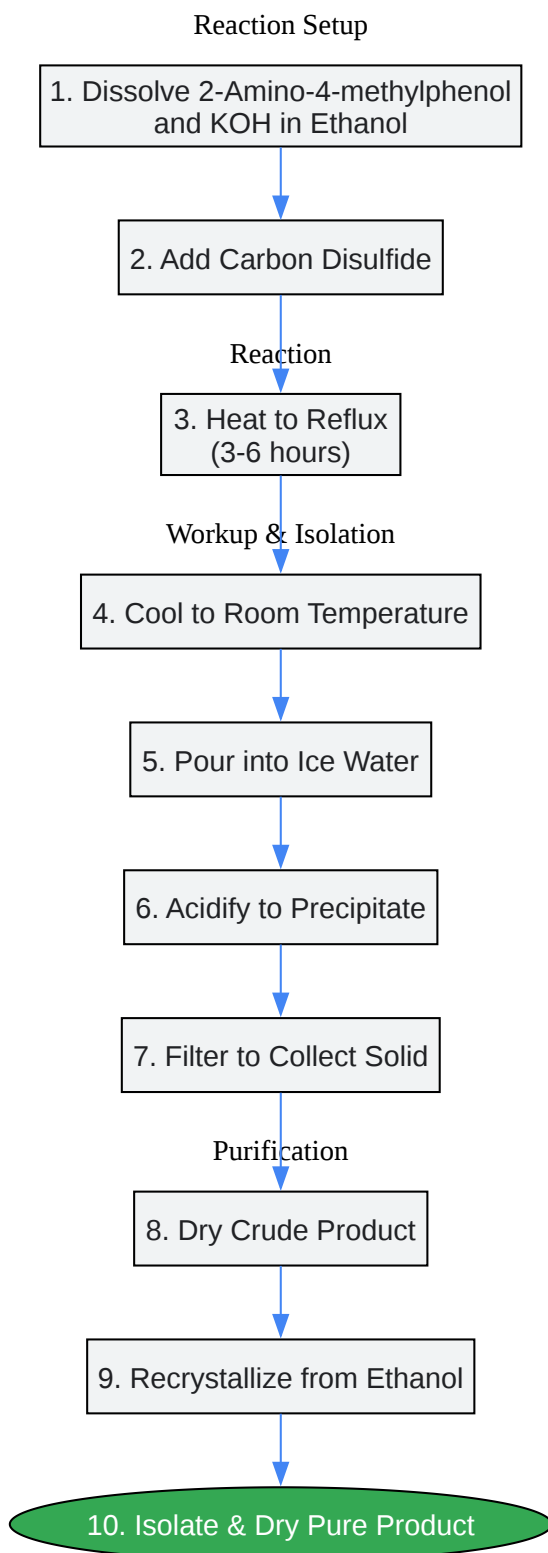 Reaction Setup
1. Dissolve 2-Amino-4-methylphenol
and KOH in Ethanol
2. Add Carbon Disulfide
Reaction
3. Heat to Reflux
(3-6 hours)
Workup & Isolation
4. Cool to Room Temperature
5. Pour into Ice Water
6. Acidify to Precipitate
7. Filter to Collect Solid
Purification
8. Dry Crude Product
9. Recrystallize from Ethanol
10. Isolate & Dry Pure Product